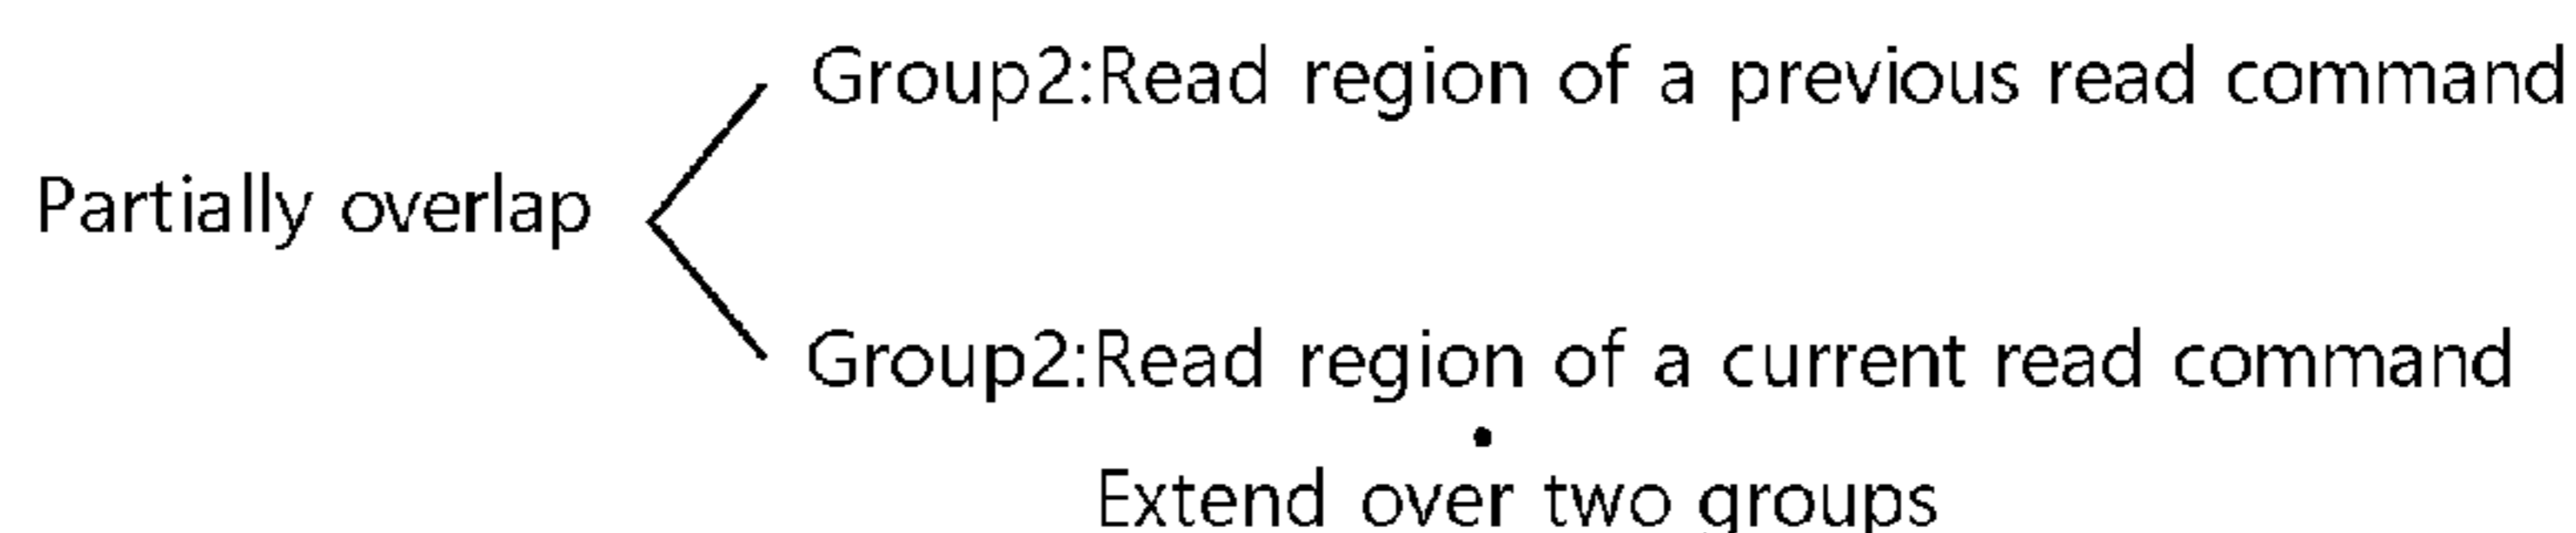 Group2:Read region of a previous read command
Partially overlap
Group2:Read region of a current read command
Extend over two groups